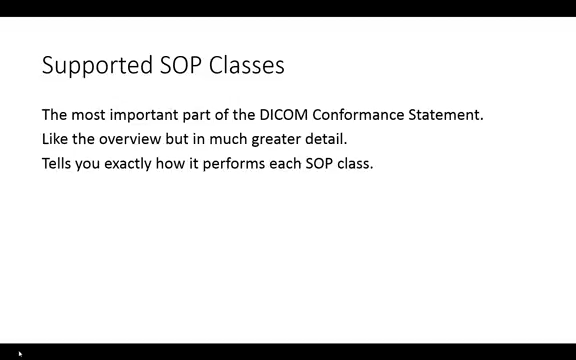 Supported SOP Classes
The most important part of the DICOM Conformance Statement.
Like the overview but in much greater detail.
Tells you exactly how it performs each SOP class.